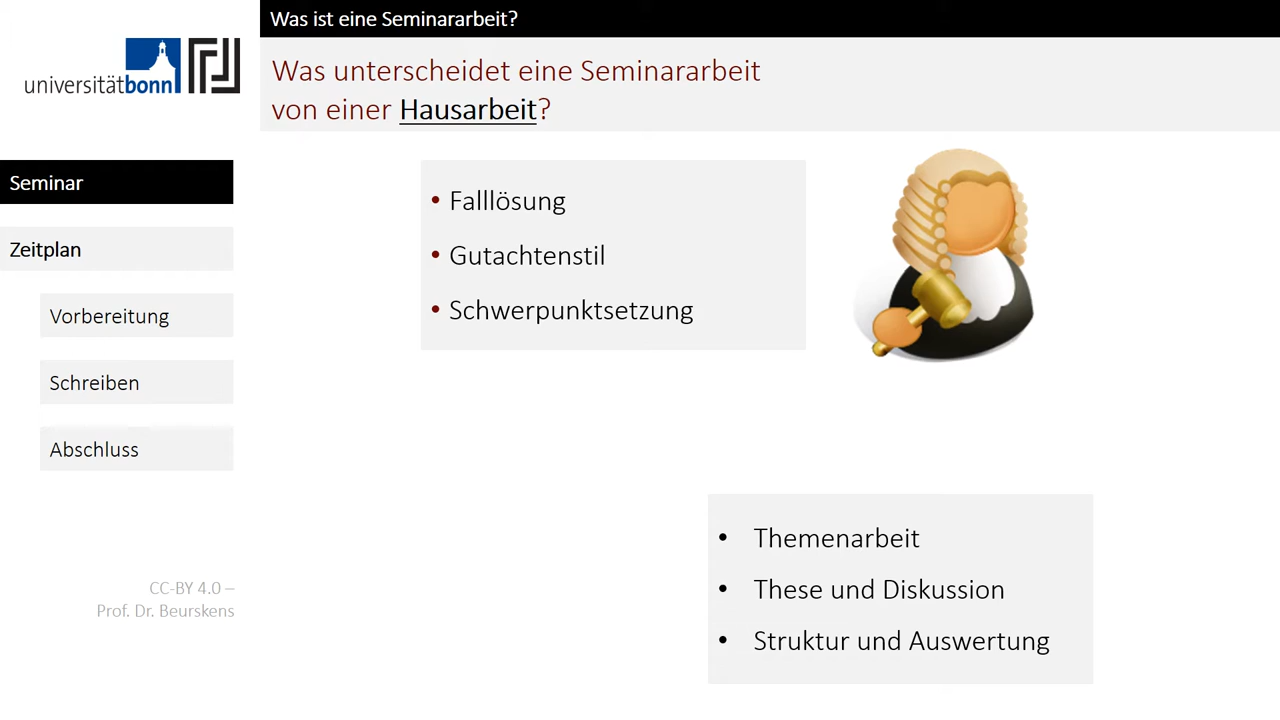 Was ist eine Seminararbeit?
universitätbonn
Was unterscheidet eine Seminararbeit
von einer Hausarbeit?
Seminar
Zeitplan
Vorbereitung
Schreiben
Abschluss
CC-BY 4.0 –
Prof. Dr. Beurskens
• Falllösung
• Gutachtenstil
• Schwerpunktsetzung
• Themenarbeit
• These und Diskussion
• Struktur und Auswertung